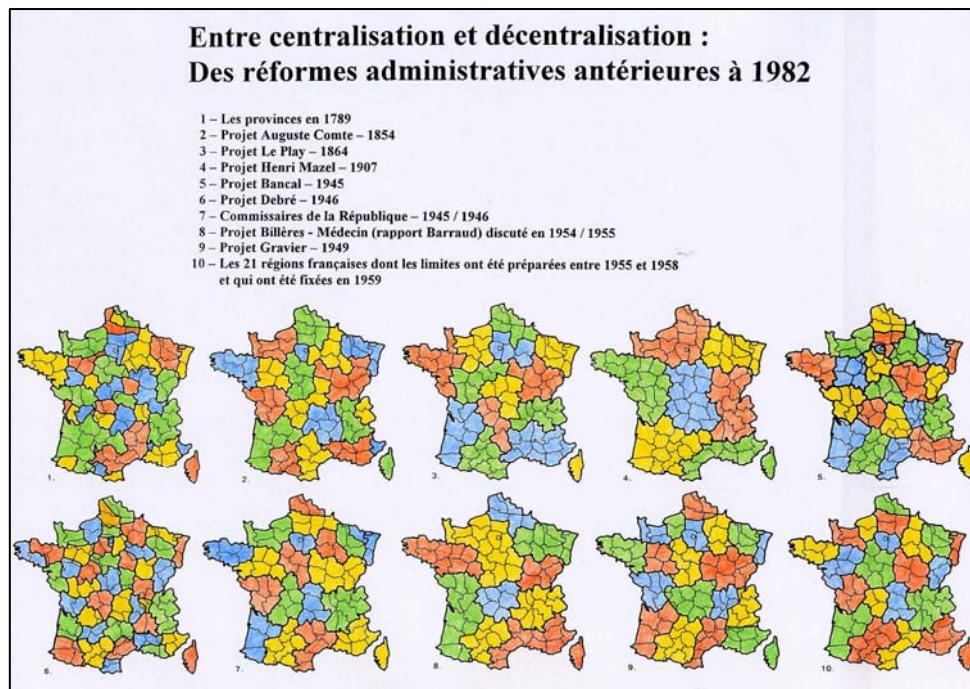 Entre centralisation et décentralisation :
Des réformes administratives antérieures à 1982
1 – Les provinces en 1789
2 – Projet Auguste Comte – 1854
3 – Projet Le Play – 1864
4 – Projet Henri Mazel – 1907
5 – Projet Bancal – 1945
6 – Projet Debré – 1946
7 – Commissaires de la République – 1945 / 1946
8 – Projet Billères - Médecin (rapport Barraud) discuté en 1954 / 1955
9 – Projet Gravier – 1949
10 – Les 21 régions françaises dont les limites ont été préparées entre 1955 et 1958
et qui ont été fixées en 1959
1.
2.
3.
4.
5.
6.
7.
8.
9.
10.